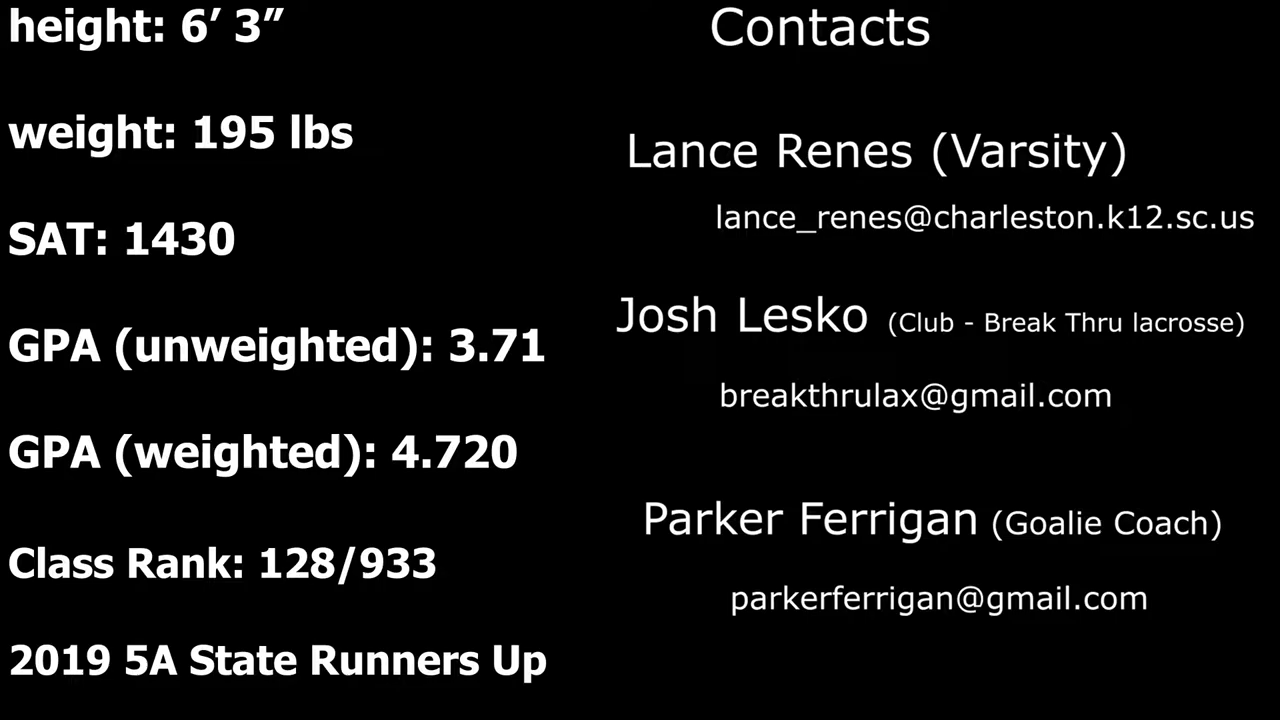 height: 6’ 3”
weight: 195 lbs
SAT: 1430
GPA (unweighted): 3.71
GPA (weighted): 4.720
Class Rank: 128/933
2019 5A State Runners Up
Contacts
Lance Renes (Varsity)
lance_renes@charleston.k12.sc.us
Josh Lesko (Club - Break Thru lacrosse)
breakthrulax@gmail.com
Parker Ferrigan (Goalie Coach)
parkerferrigan@gmail.com